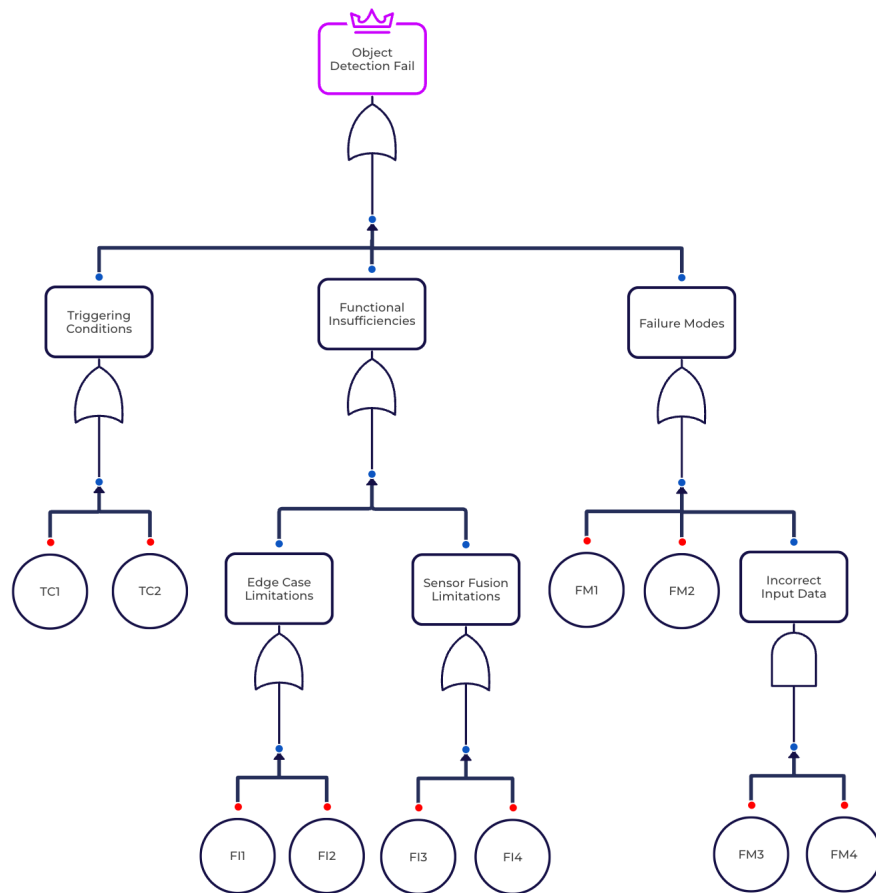 Object
Detection Fail
Triggering
Conditions
Functional
Insufficiencies
Failure Modes
TC1
TC2
Edge Case
Limitations
Sensor Fusion
Limitations
FM1
FM2
Incorrect
Input Data
FI1
FI2
FI3
FI4
FM3
FM4